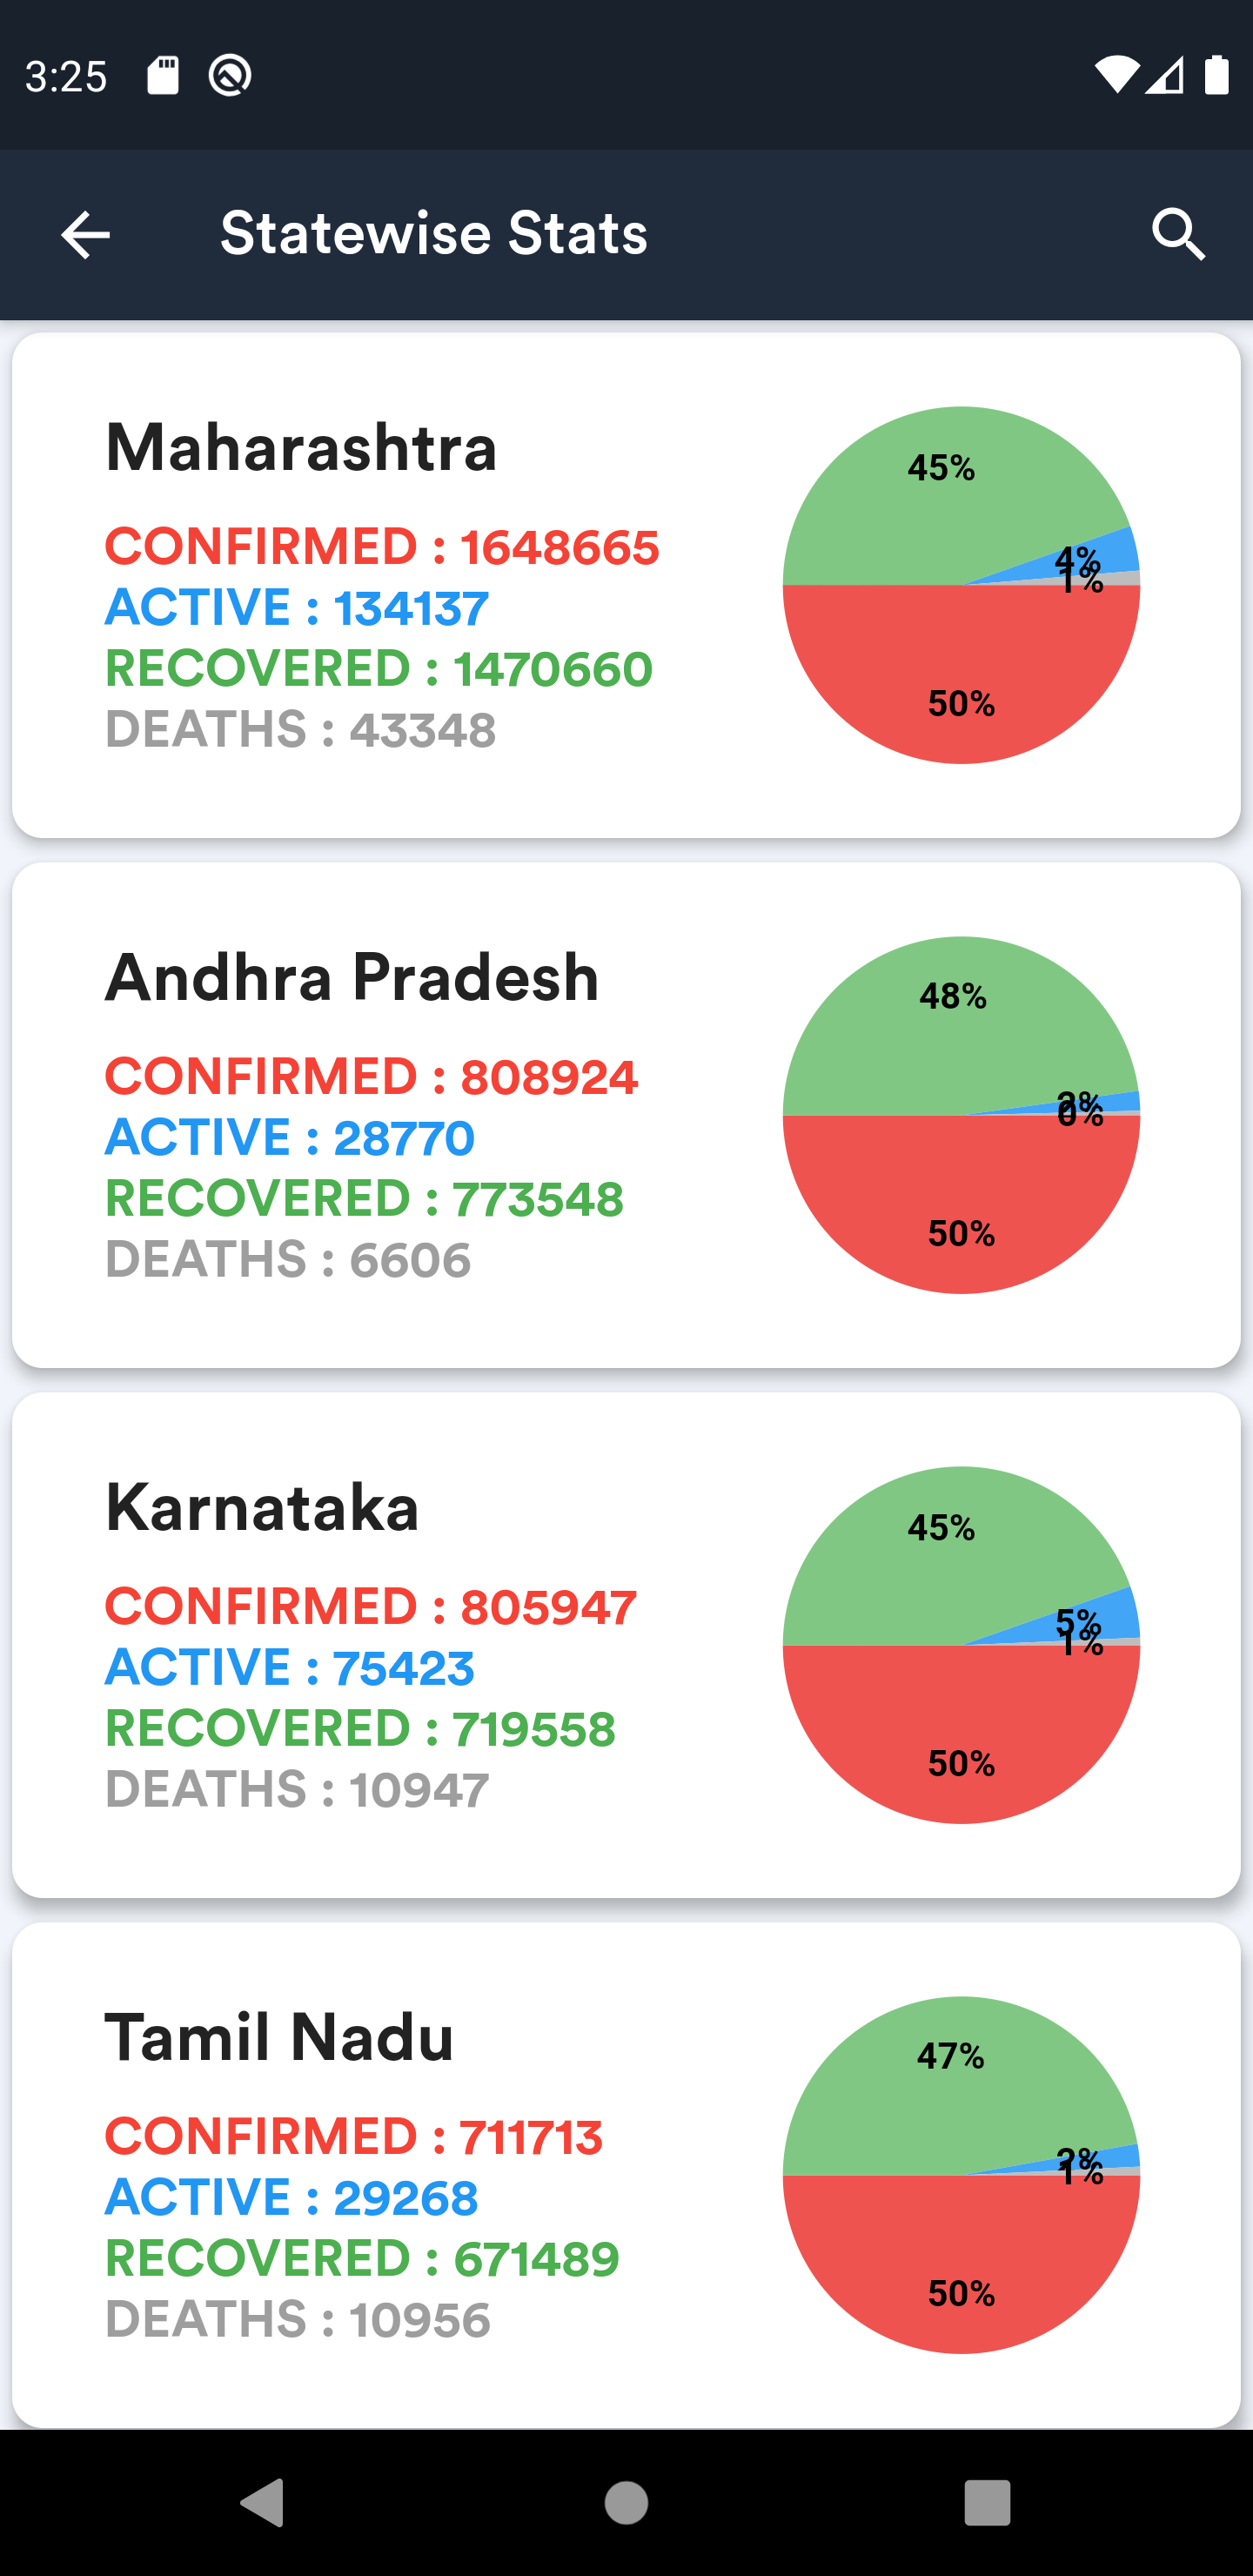 3:25
Statewise Stats
Maharashtra
CONFIRMED : 1648665
ACTIVE : 134137
RECOVERED : 1470660
DEATHS : 43348
45%
4%
1%
50%
Andhra Pradesh
CONFIRMED : 808924
ACTIVE : 28770
RECOVERED : 773548
DEATHS : 6606
48%
2%
0%
50%
Karnataka
CONFIRMED : 805947
ACTIVE : 75423
RECOVERED : 719558
DEATHS : 10947
45%
5%
1%
50%
Tamil Nadu
CONFIRMED : 711713
ACTIVE : 29268
RECOVERED : 671489
DEATHS : 10956
47%
2%
1%
50%